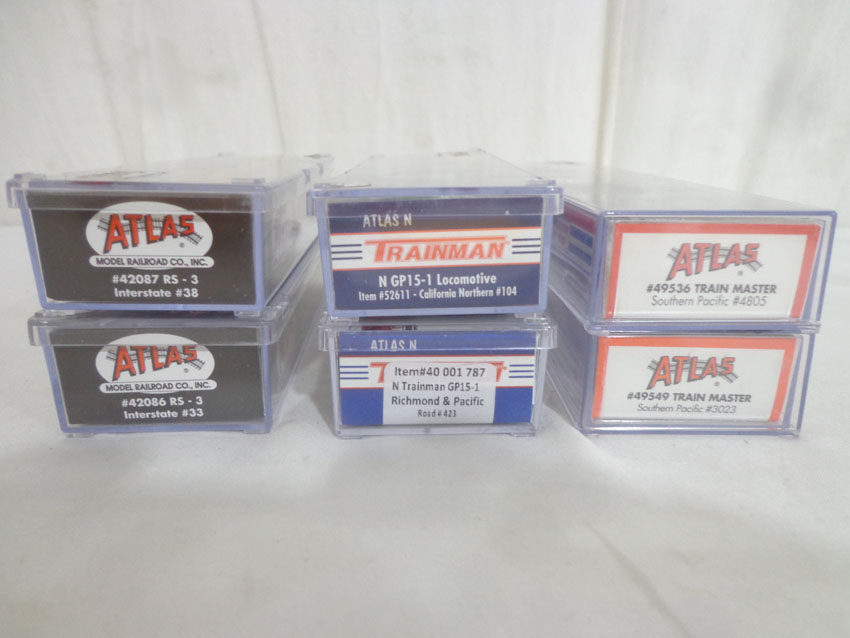 ATLAS
®
MODEL RAILROAD CO., INC.
#42087 RS - 3
Interstate #38
ATLAS N
TRAINMAN
N GP15-1 Locomotive
Item #52611 - California Northern #104
ATLAS
®
#49536 TRAIN MASTER
Southern Pacific #4805
ATLAS
®
MODEL RAILROAD CO., INC.
#42086 RS - 3
Interstate #33
ATLAS N
Item#40 001 787
N Trainman GP15-1
Richmond & Pacific
Road # 423
ATLAS
®
#49549 TRAIN MASTER
Southern Pacific #3023